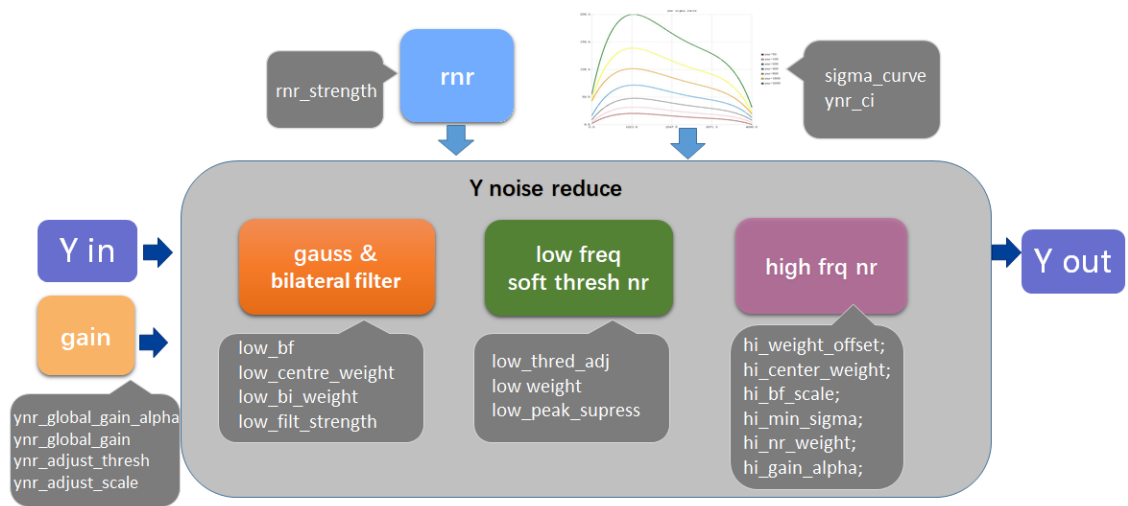 rnr_strength
rnr
sigma_curve
ynr_ci
Y noise reduce
Y in
gain
gauss &
bilateral filter
low freq
soft thresh nr
high frq nr
Y out
low_bf
low_centre_weight
low_bi_weight
low_filt_strength
low_thred_adj
low weight
low_peak_supress
hi_weight_offset;
hi_center_weight;
hi_bf_scale;
hi_min_sigma;
hi_nr_weight;
hi_gain_alpha;
ynr_global_gain_alpha
ynr_global_gain
ynr_adjust_thresh
ynr_adjust_scale